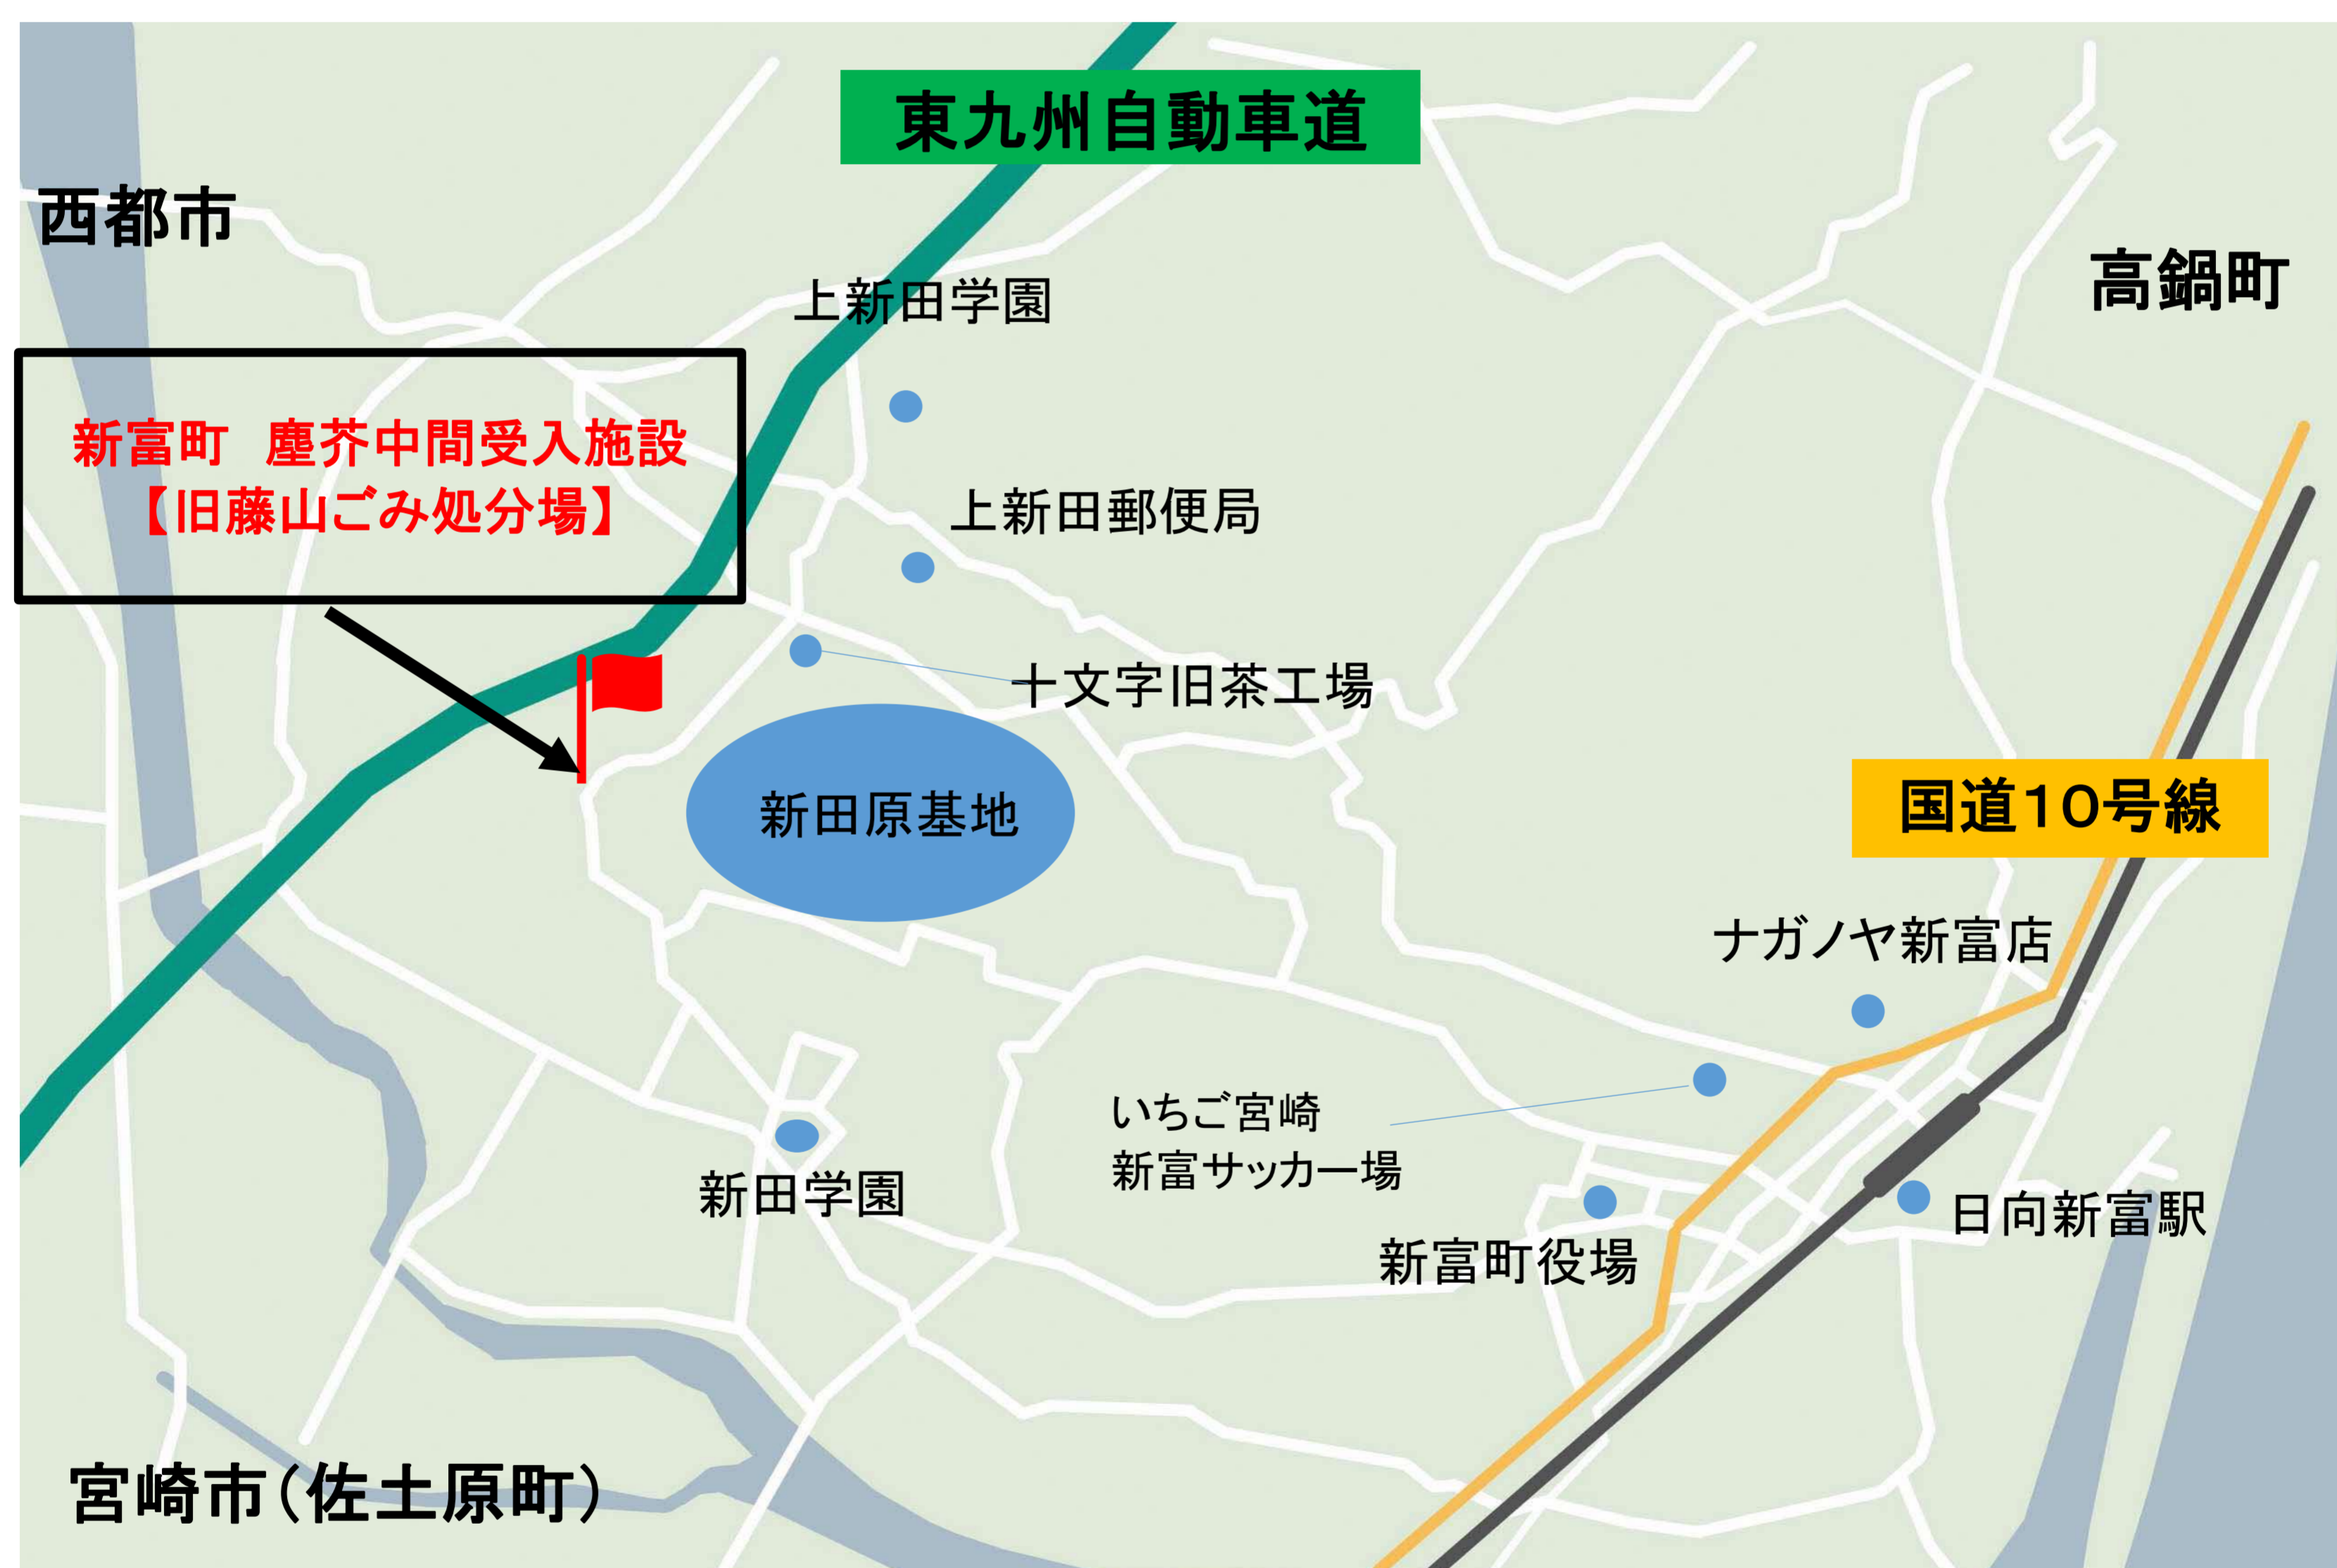 東九州自動車道
西都市
高鍋町
上新田学園
新富町　塵芥中間受入施設
【旧藤山ごみ処分場】
上新田郵便局
十文字旧茶工場
新田原基地
国道１０号線
ナガノヤ新富店
いちご宮崎
新富サッカー場
新田学園
日向新富駅
新富町役場
宮崎市（佐土原町）